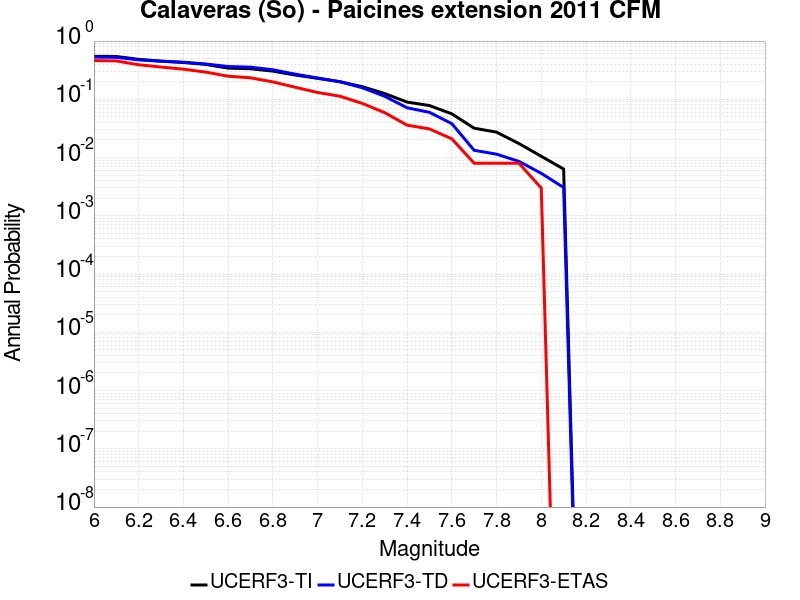 Calaveras (So) - Paicines extension 2011 CFM
10^0
10^-1
10^-2
10^-3
10^-4
10^-5
10^-6
10^-7
10^-8
Annual Probability
6 6.2 6.4 6.6 6.8 7 7.2 7.4 7.6 7.8 8 8.2 8.4 8.6 8.8 9
Magnitude
UCERF3-TI UCERF3-TD UCERF3-ETAS